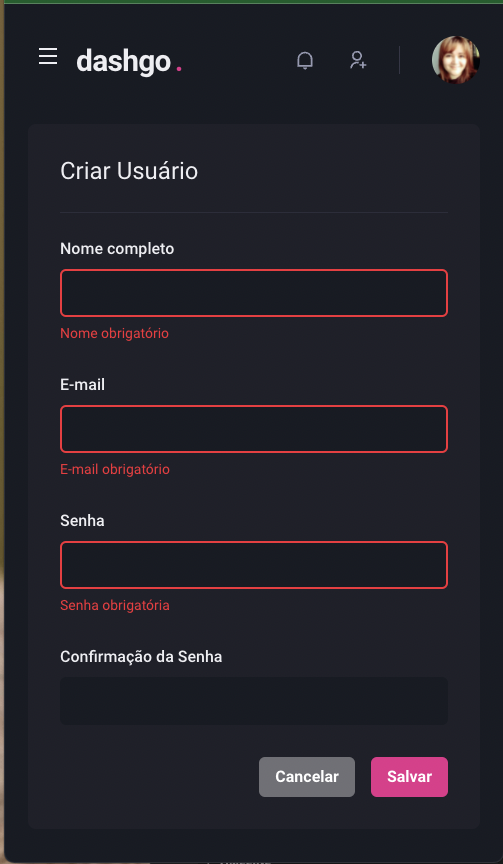 dashgo.
Criar Usuário
Nome completo
Nome obrigatório
E-mail
E-mail obrigatório
Senha
Senha obrigatória
Confirmação da Senha
Cancelar
Salvar